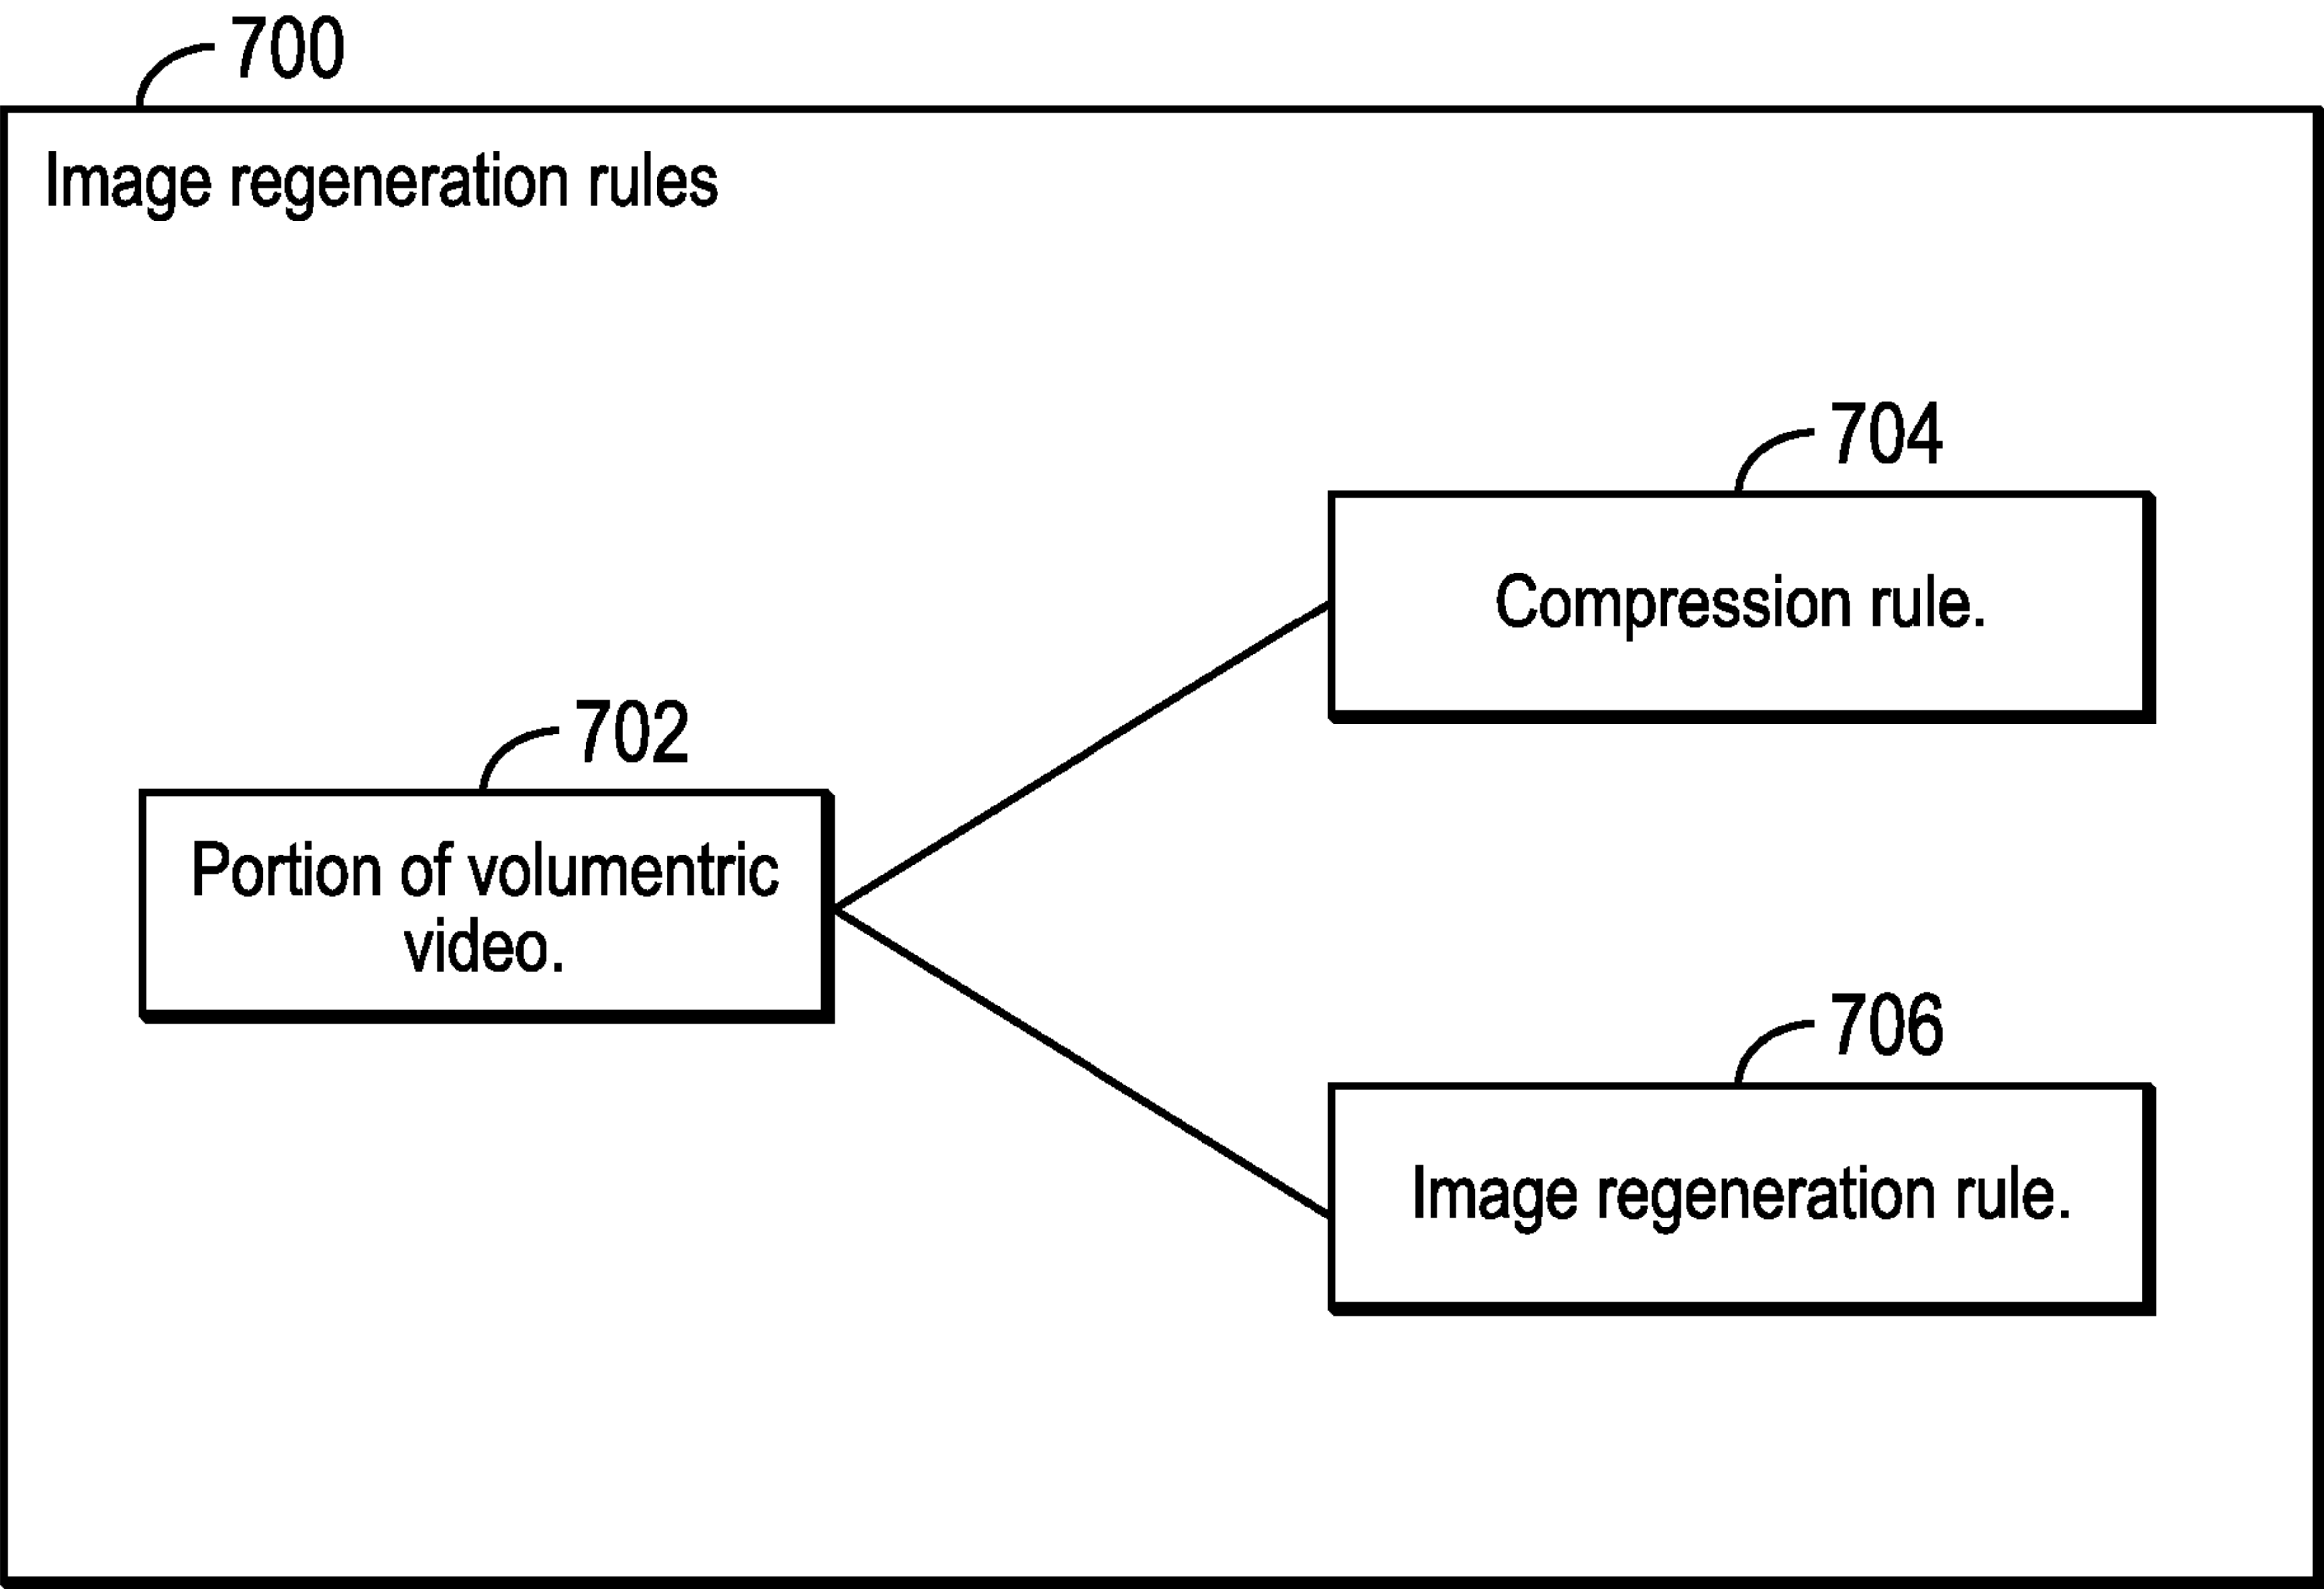 700
Image regeneration rules
704
Compression rule.
702
Portion of volumentric
video.
706
Image regeneration rule.